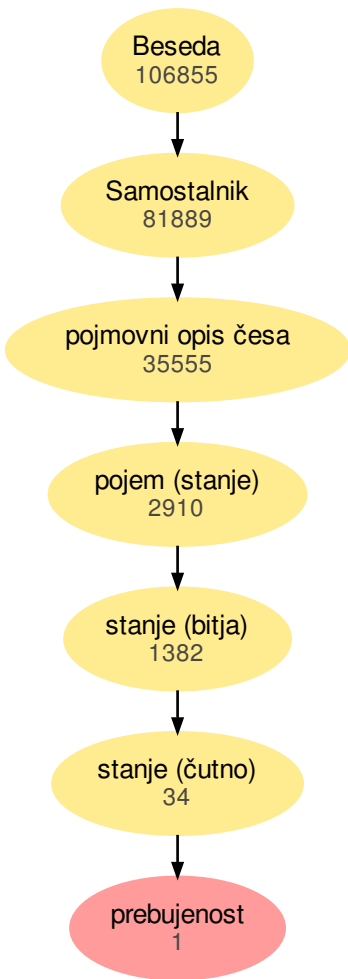 Beseda
106855
Samostalnik
81889
pojmovni opis česa
35555
pojem (stanje)
2910
stanje (bitja)
1382
stanje (čutno)
34
prebujenost
1